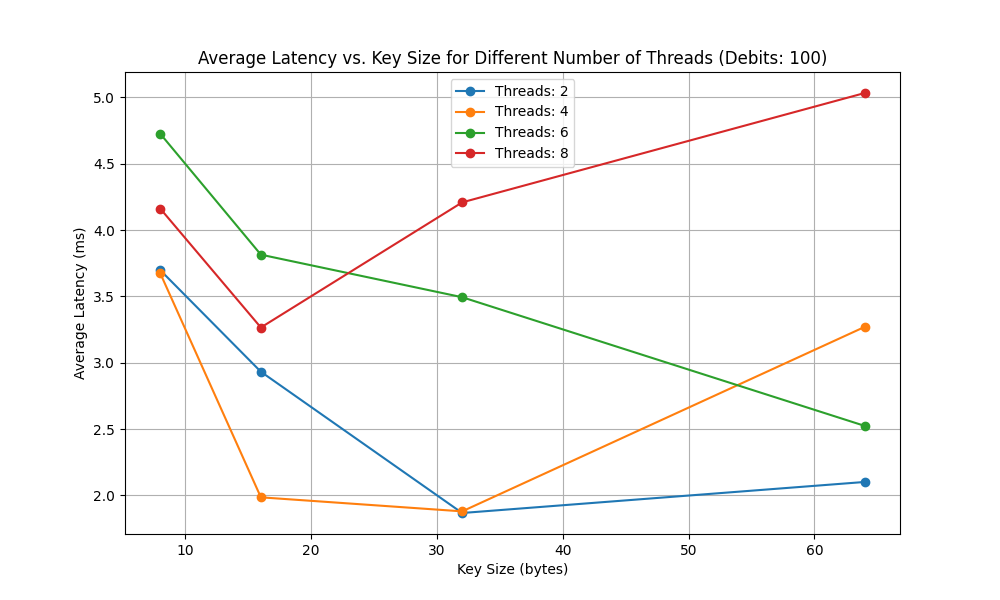 Average Latency vs. Key Size for Different Number of Threads (Debits: 100)
Threads: 2
Threads: 4
Threads: 6
Threads: 8
Average Latency (ms)
5.0
4.5
4.0
3.5
3.0
2.5
2.0
10 20 30 40 50 60
Key Size (bytes)